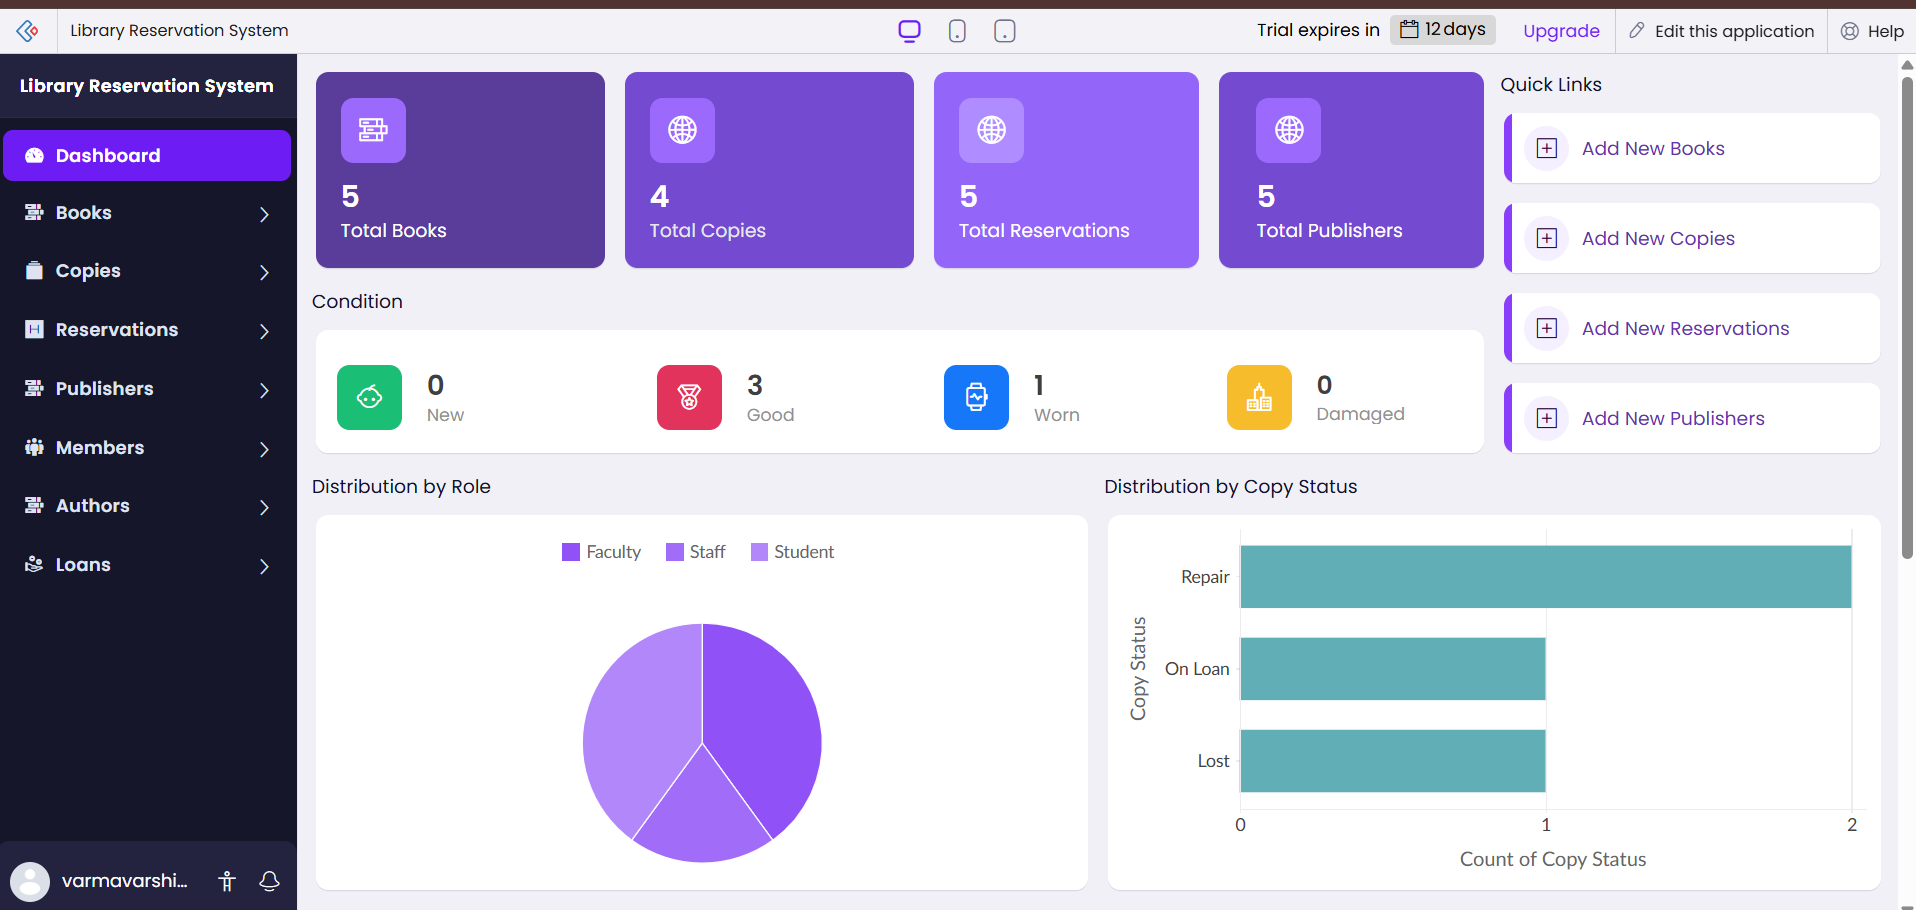 Library Reservation System
Trial expires in 12 days Upgrade Edit this application Help
Library Reservation System
Dashboard
Books
Copies
Reservations
Publishers
Members
Authors
Loans
varmavarshi...
5
Total Books
4
Total Copies
5
Total Reservations
5
Total Publishers
Quick Links
Add New Books
Add New Copies
Add New Reservations
Add New Publishers
Condition
0
New
3
Good
1
Worn
0
Damaged
Distribution by Role
Faculty Staff Student
Distribution by Copy Status
Copy Status
Repair
On Loan
Lost
0 1 2
Count of Copy Status